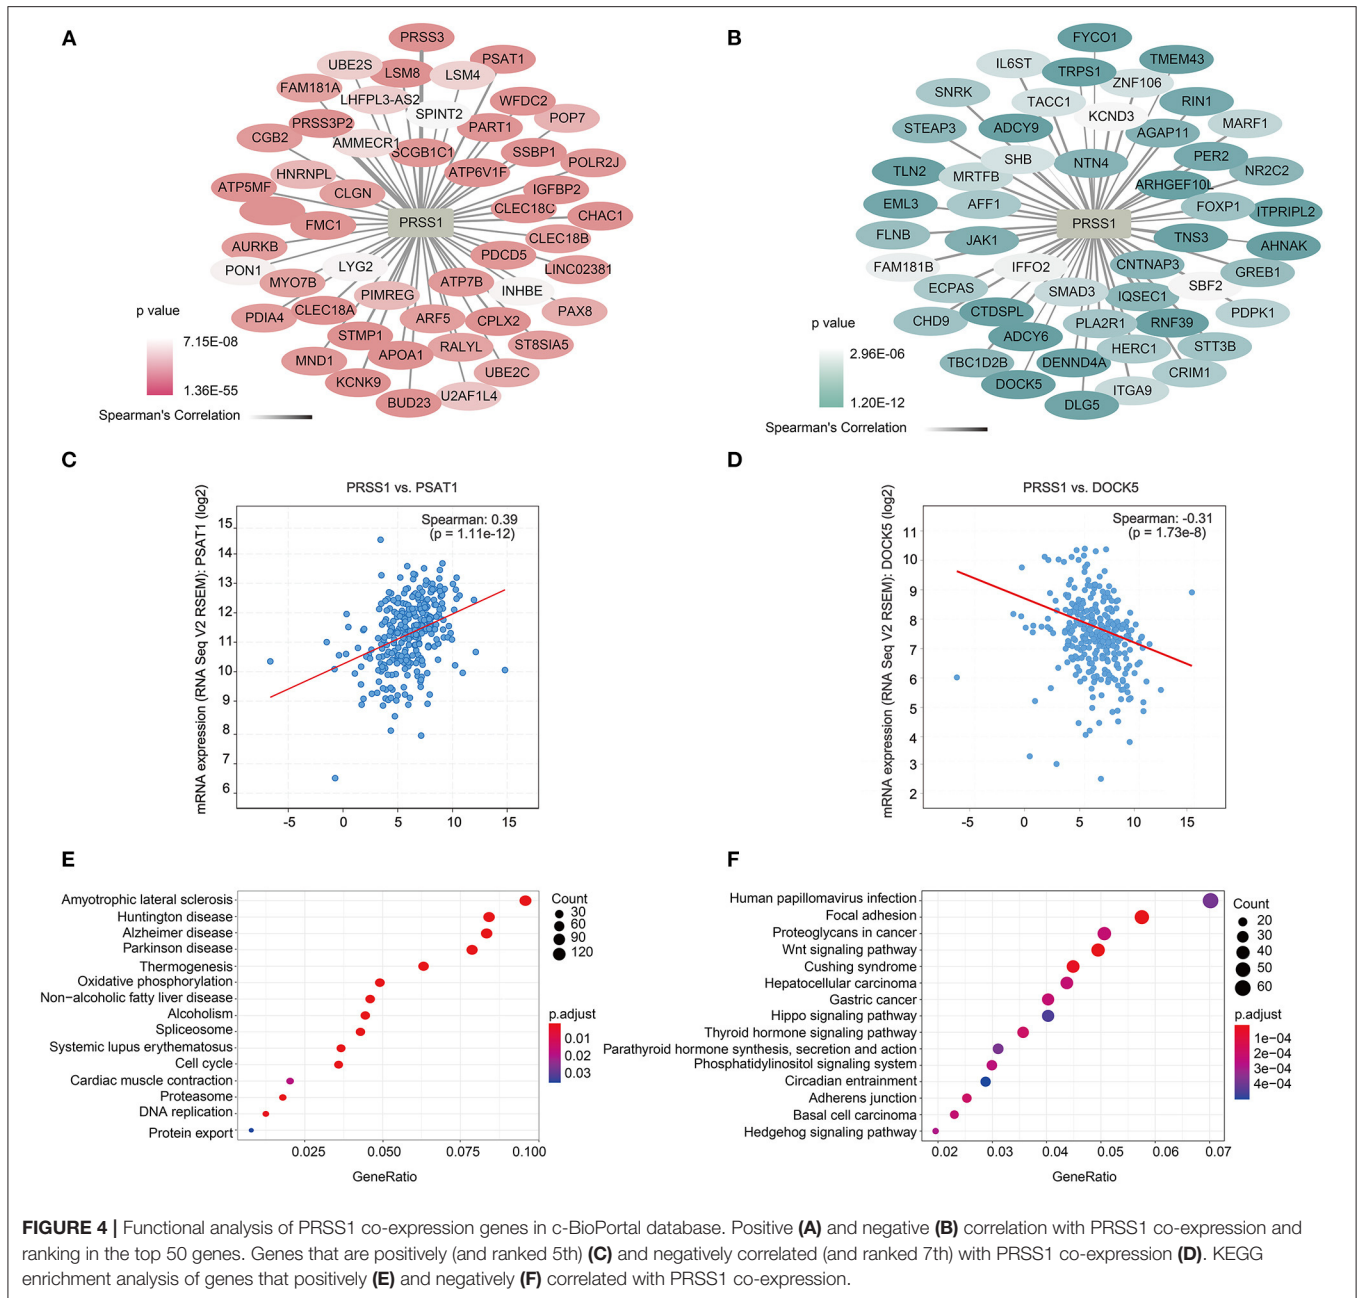 A
PRSS3
UBE2S
LSM8
LSM4
PSAT1
FAM181A
LHFPL3-AS2
SPINT2
WFDC2
POP7
PRSS3P2
PART1
CGB2
AMMECR1
SCGB1C1
SSBP1
POLR2J
ATP6V1F
HNRNPL
ATP5MF
CLGN
IGFBP2
CLEC18C
CHAC1
FMC1
PRSS1
AURKB
CLEC18B
PDCD5
PON1
LYG2
LINC02381
MYO7B
ATP7B
INHBE
PIMREG
PDIA4
CLEC18A
ARF5
CPLX2
PAX8
STMP1
RALYL
ST8SIA5
MND1
APOA1
KCNK9
UBE2C
BUD23
U2AF1L4
p value
7.15E-08
1.36E-55
Spearman's Correlation
B
FYCO1
IL6ST
TRPS1
TMEM43
ZNF106
SNRK
TACC1
KCND3
RIN1
MARF1
STEAP3
ADCY9
AGAP11
SHB
NTN4
PER2
NR2C2
TLN2
MRTFB
ARHGEF10L
EML3
AFF1
FOXP1
ITPRIPL2
FLNB
JAK1
PRSS1
TNS3
AHNAK
FAM181B
IFFO2
CNTNAP3
GREB1
ECPAS
SMAD3
IQSEC1
SBF2
CHD9
CTDSPL
PLA2R1
RNF39
PDPK1
ADCY6
HERC1
STT3B
TBC1D2B
DENND4A
CRIM1
DOCK5
ITGA9
DLG5
p value
2.96E-06
1.20E-12
Spearman's Correlation
C
PRSS1 vs. PSAT1
Spearman: 0.39
(p = 1.11e-12)
mRNA expression (RNA Seq V2 RSEM): PSAT1 (log2)
15
14
13
12
11
10
9
8
7
6
-5 0 5 10 15
D
PRSS1 vs. DOCK5
Spearman: -0.31
(p = 1.73e-8)
mRNA expression (RNA Seq V2 RSEM): DOCK5 (log2)
11
10
9
8
7
6
5
4
3
2
-5 0 5 10 15
E
Amyotrophic lateral sclerosis
Huntington disease
Alzheimer disease
Parkinson disease
Thermogenesis
Oxidative phosphorylation
Non−alcoholic fatty liver disease
Alcoholism
Spliceosome
Systemic lupus erythematosus
Cell cycle
Cardiac muscle contraction
Proteasome
DNA replication
Protein export
0.025 0.050 0.075 0.100
GeneRatio
Count
30
60
90
120
p.adjust
0.01
0.02
0.03
F
Human papillomavirus infection
Focal adhesion
Proteoglycans in cancer
Wnt signaling pathway
Cushing syndrome
Hepatocellular carcinoma
Gastric cancer
Hippo signaling pathway
Thyroid hormone signaling pathway
Parathyroid hormone synthesis, secretion and action
Phosphatidylinositol signaling system
Circadian entrainment
Adherens junction
Basal cell carcinoma
Hedgehog signaling pathway
0.02 0.03 0.04 0.05 0.06 0.07
GeneRatio
Count
20
30
40
50
60
p.adjust
1e−04
2e−04
3e−04
4e−04
FIGURE 4 | Functional analysis of PRSS1 co-expression genes in c-BioPortal database. Positive (A) and negative (B) correlation with PRSS1 co-expression and
ranking in the top 50 genes. Genes that are positively (and ranked 5th) (C) and negatively correlated (and ranked 7th) with PRSS1 co-expression (D). KEGG
enrichment analysis of genes that positively (E) and negatively (F) correlated with PRSS1 co-expression.